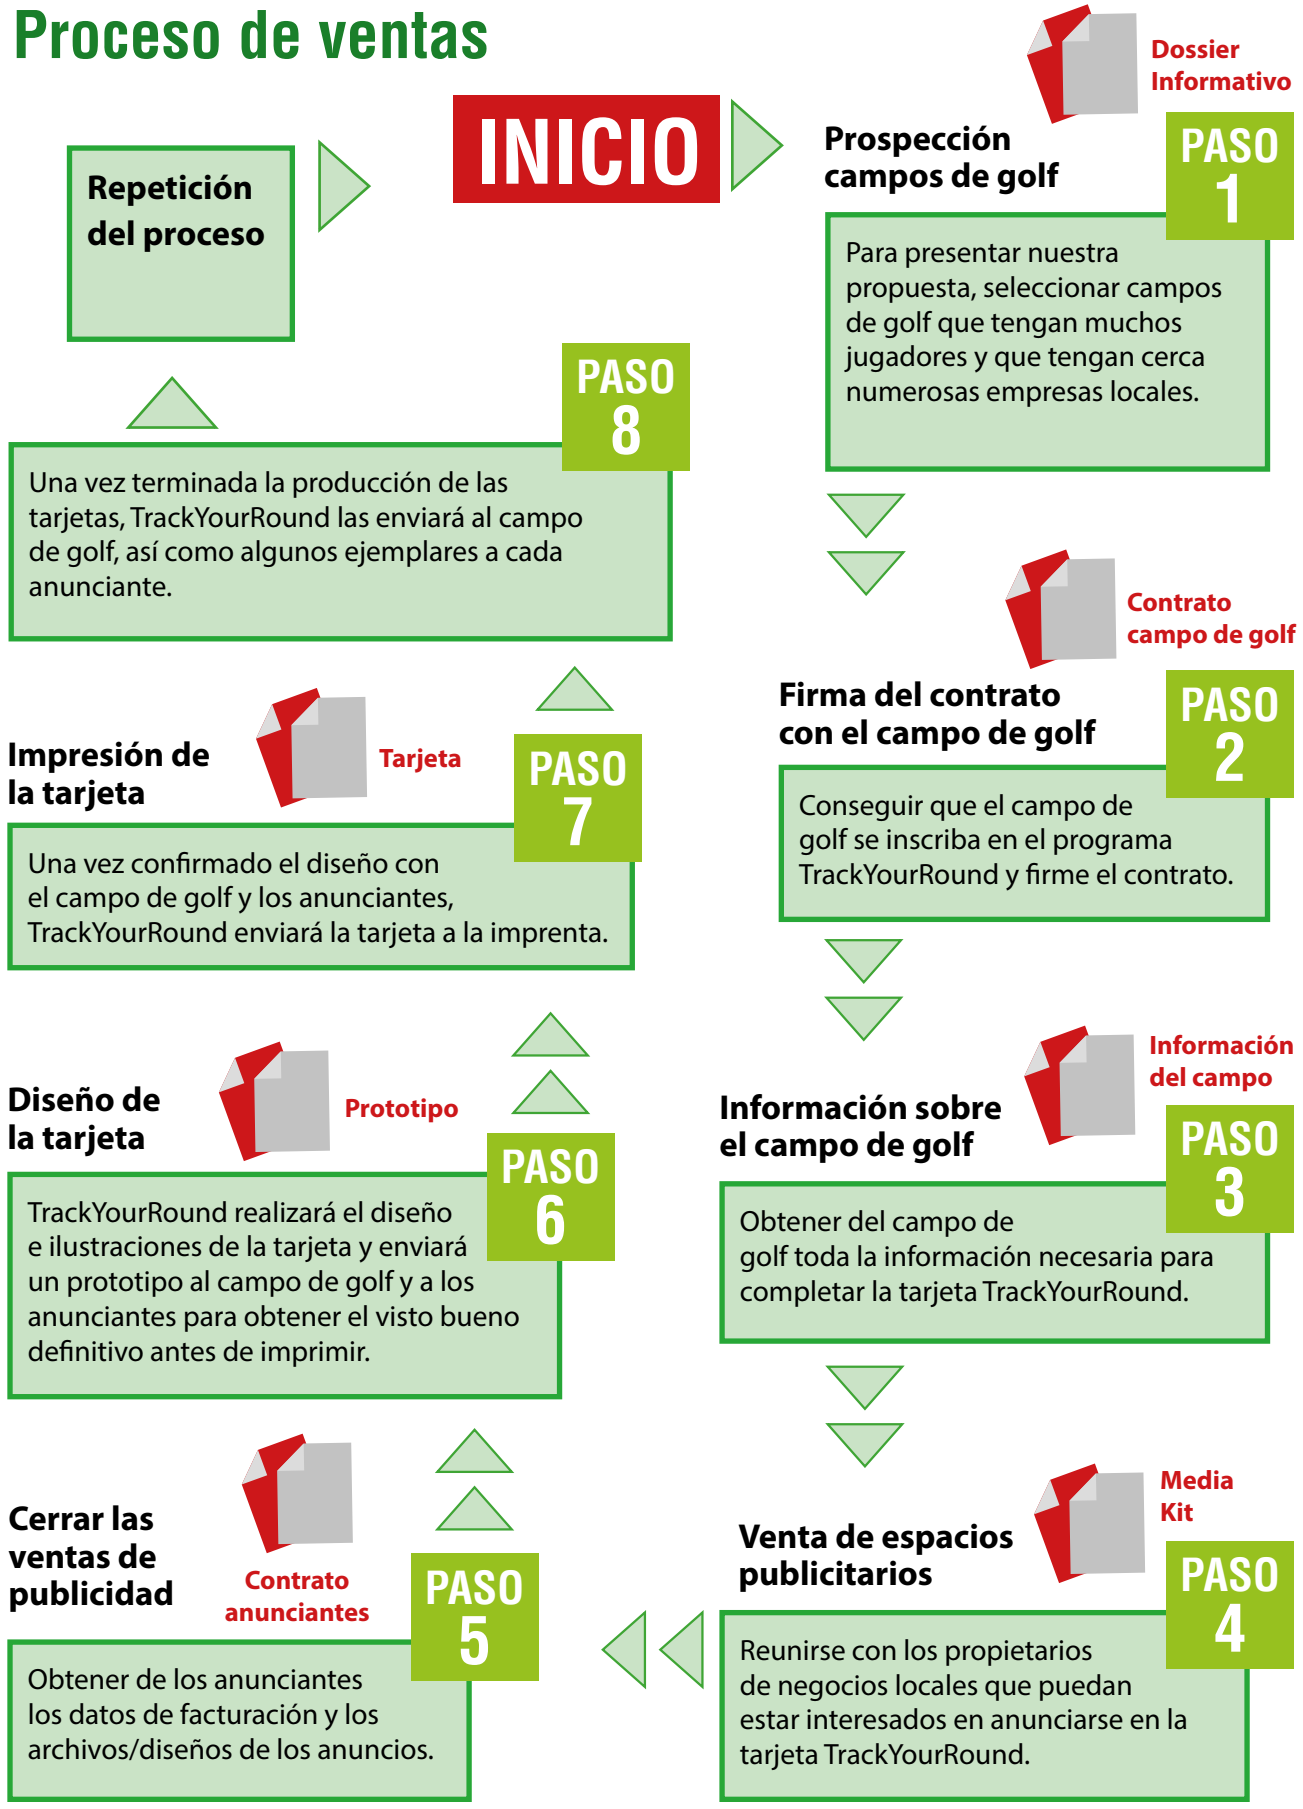 Proceso de ventas
INICIO
Dossier
Informativo
Prospección
campos de golf
PASO
1
Para presentar nuestra
propuesta, seleccionar campos
de golf que tengan muchos
jugadores y que tengan cerca
numerosas empresas locales.
Contrato
campo de golf
Firma del contrato
con el campo de golf
PASO
2
Conseguir que el campo de
golf se inscriba en el programa
TrackYourRound y firme el contrato.
Información
del campo
Información sobre
el campo de golf
PASO
3
Obtener del campo de
golf toda la información necesaria para
completar la tarjeta TrackYourRound.
Media
Kit
Venta de espacios
publicitarios
PASO
4
Reunirse con los propietarios
de negocios locales que puedan
estar interesados en anunciarse en la
tarjeta TrackYourRound.
Cerrar las
ventas de
publicidad
Contrato
anunciantes
PASO
5
Obtener de los anunciantes
los datos de facturación y los
archivos/diseños de los anuncios.
Diseño de
la tarjeta
Prototipo
PASO
6
TrackYourRound realizará el diseño
e ilustraciones de la tarjeta y enviará
un prototipo al campo de golf y a los
anunciantes para obtener el visto bueno
definitivo antes de imprimir.
Impresión de
la tarjeta
Tarjeta
PASO
7
Una vez confirmado el diseño con
el campo de golf y los anunciantes,
TrackYourRound enviará la tarjeta a la imprenta.
PASO
8
Una vez terminada la producción de las
tarjetas, TrackYourRound las enviará al campo
de golf, así como algunos ejemplares a cada
anunciante.
Repetición
del proceso